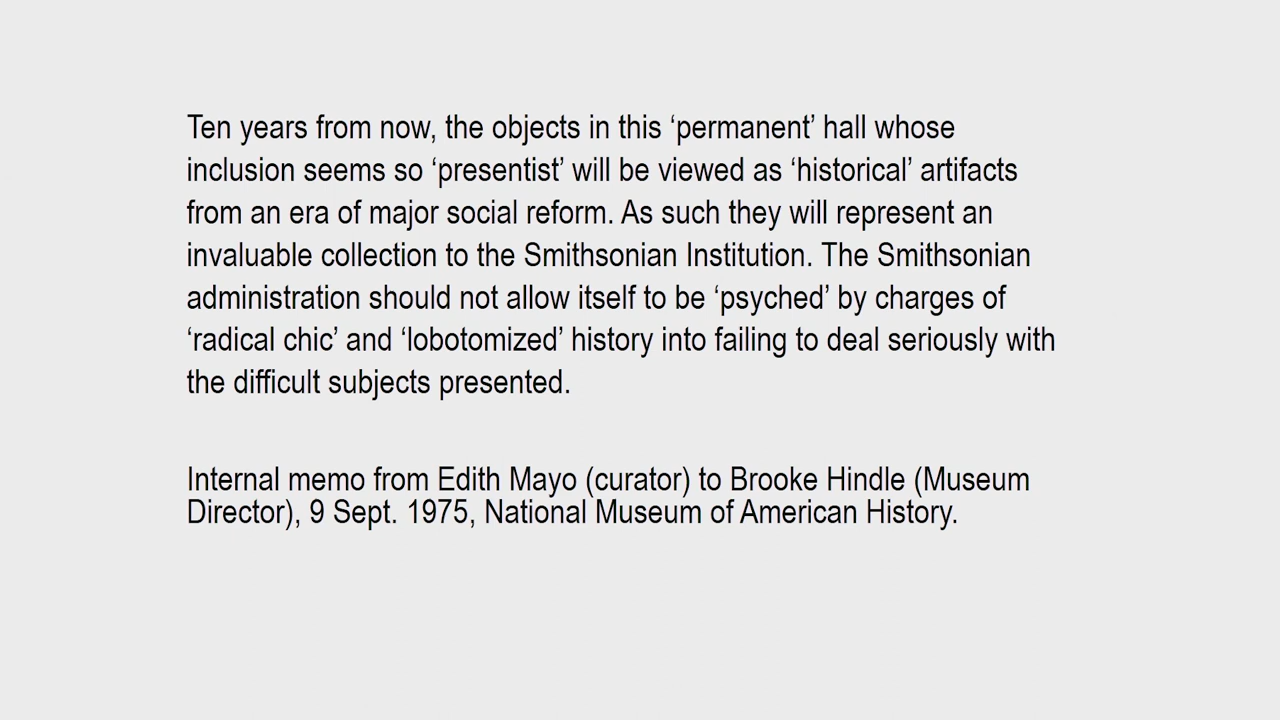 Ten years from now, the objects in this ‘permanent’ hall whose
inclusion seems so ‘presentist’ will be viewed as ‘historical’ artifacts
from an era of major social reform. As such they will represent an
invaluable collection to the Smithsonian Institution. The Smithsonian
administration should not allow itself to be ‘psyched’ by charges of
‘radical chic’ and ‘lobotomized’ history into failing to deal seriously with
the difficult subjects presented.
Internal memo from Edith Mayo (curator) to Brooke Hindle (Museum
Director), 9 Sept. 1975, National Museum of American History.